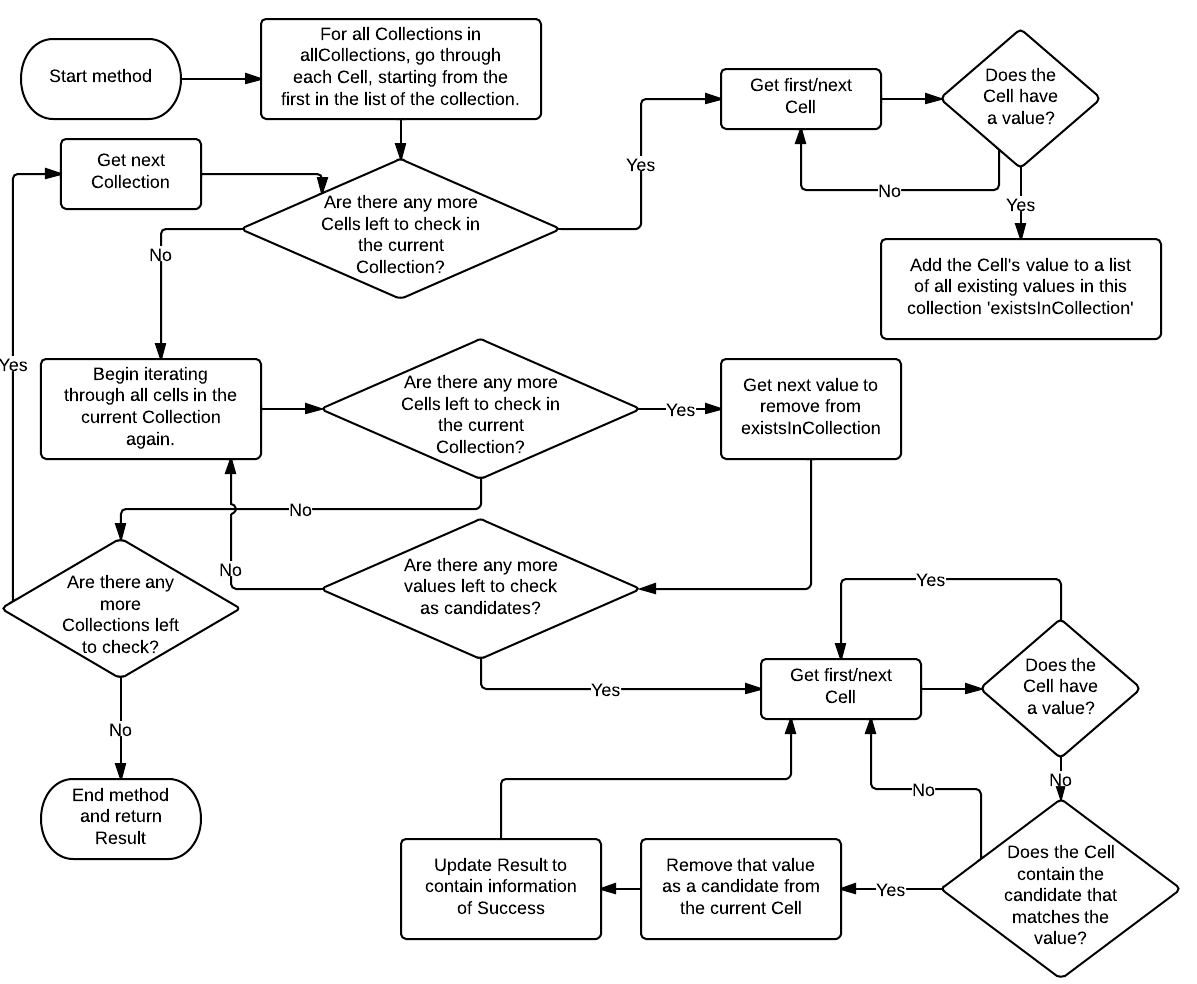 Start method
For all Collections in
allCollections, go through
each Cell, starting from the
first in the list of the collection.
Get first/next
Cell
Does the
Cell have
a value?
No
Yes
Yes
Add the Cell's value to a list
of all existing values in this
collection 'existsInCollection'
Get next
Collection
Are there any more
Cells left to check in
the current
Collection?
No
Yes
Begin iterating
through all cells in the
current Collection
again.
Are there any more
Cells left to check in
the current
Collection?
Yes
Get next value to
remove from
existsInCollection
No
Are there any more
values left to check
as candidates?
No
Yes
Are there any
more
Collections left
to check?
No
End method
and return
Result
Yes
Get first/next
Cell
Does the
Cell have
a value?
No
No
Does the Cell
contain the
candidate that
matches the
value?
Yes
Remove that value
as a candidate from
the current Cell
Update Result to
contain information
of Success